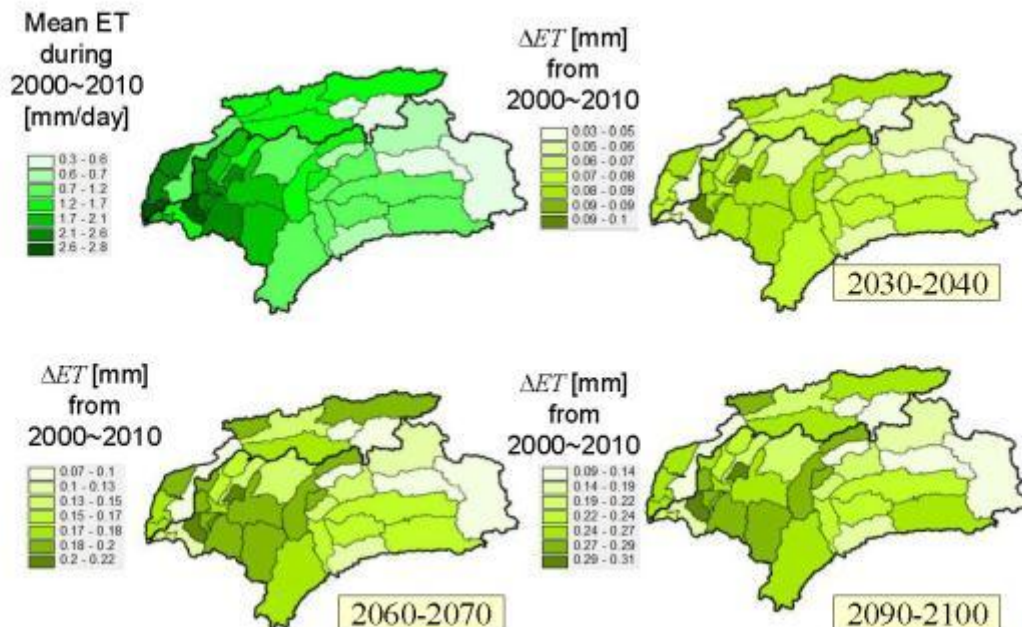 Mean ET
during
2000~2010
[mm/day]
0.3 - 0.6
0.6 - 0.7
0.7 - 1.2
1.2 - 1.7
1.7 - 2.1
2.1 - 2.6
2.6 - 2.8
ΔET [mm]
from
2000~2010
0.03 - 0.05
0.05 - 0.06
0.06 - 0.07
0.07 - 0.08
0.08 - 0.09
0.09 - 0.09
0.09 - 0.1
2030-2040
ΔET [mm]
from
2000~2010
0.07 - 0.1
0.1 - 0.13
0.13 - 0.15
0.15 - 0.17
0.17 - 0.18
0.18 - 0.2
0.2 - 0.22
2060-2070
ΔET [mm]
from
2000~2010
0.09 - 0.14
0.14 - 0.19
0.19 - 0.22
0.22 - 0.24
0.24 - 0.27
0.27 - 0.29
0.29 - 0.31
2090-2100